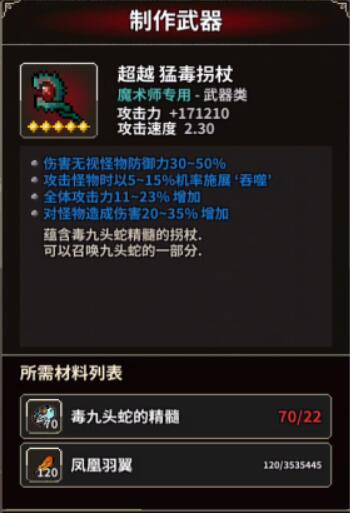 制作武器
超越 猛毒拐杖
魔术师专用 - 武器类
攻击力 +171210
攻击速度 2.30
伤害无视怪物防御力30~50%
攻击怪物时以5~15%机率施展 ‘吞噬’
全体攻击力11~23% 增加
对怪物造成伤害20~35% 增加
蕴含毒九头蛇精髓的拐杖.
可以召唤九头蛇的一部分.
所需材料列表
70
毒九头蛇的精髓 70/22
120
凤凰羽翼 120/3535445